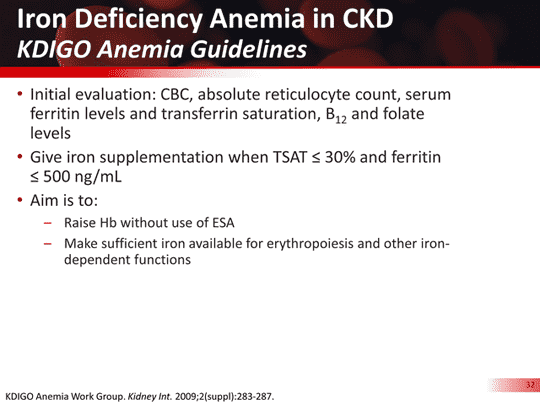 Iron Deficiency Anemia in CKD
KDIGO Anemia Guidelines
• Initial evaluation: CBC, absolute reticulocyte count, serum
ferritin levels and transferrin saturation, B12 and folate
levels
• Give iron supplementation when TSAT ≤ 30% and ferritin
≤ 500 ng/mL
• Aim is to:
– Raise Hb without use of ESA
– Make sufficient iron available for erythropoiesis and other iron-
dependent functions
32
KDIGO Anemia Work Group. Kidney Int. 2009;2(suppl):283-287.